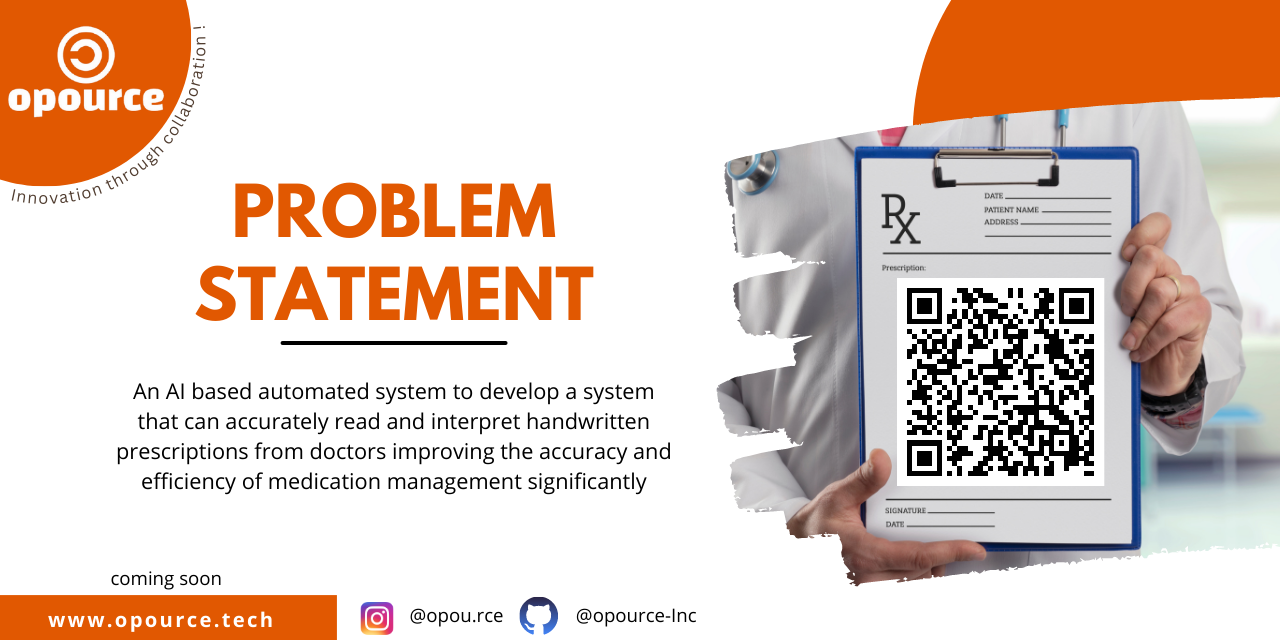 opource
Innovation through collaboration !
PROBLEM
STATEMENT
An AI based automated system to develop a system
that can accurately read and interpret handwritten
prescriptions from doctors improving the accuracy and
efficiency of medication management significantly
coming soon
www.opource.tech
@opou.rce
@opource-Inc
Rx
DATE
PATIENT NAME
ADDRESS
Prescription:
SIGNATURE
DATE